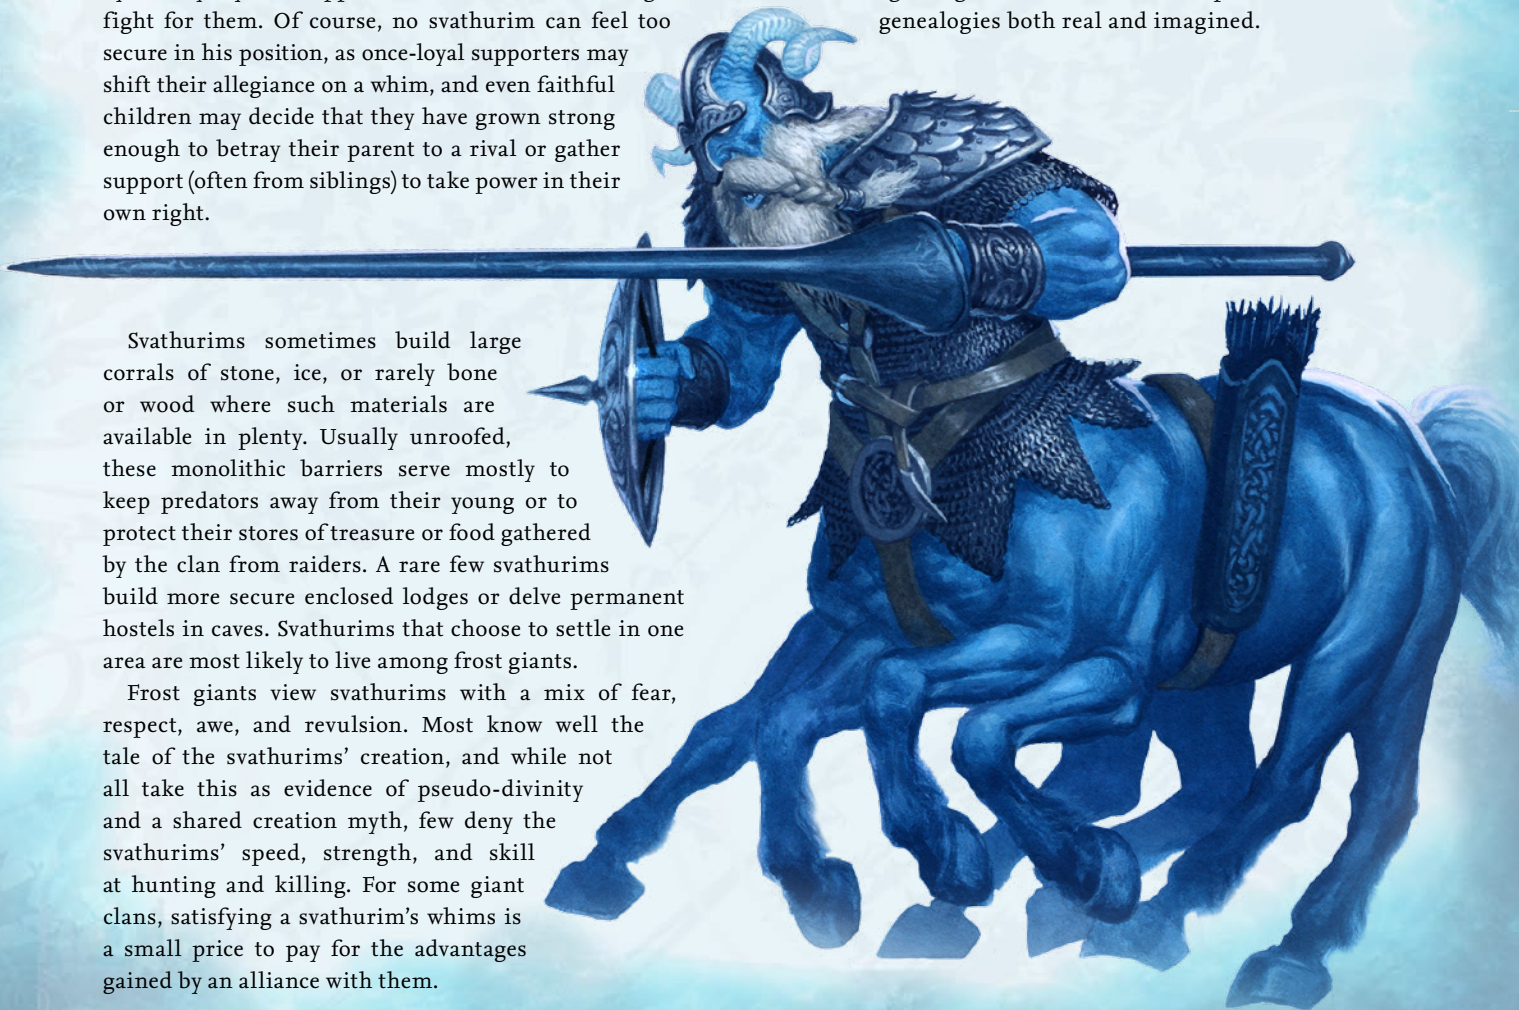 fight for them. Of course, no svathurim can feel too
secure in his position, as once-loyal supporters may
shift their allegiance on a whim, and even faithful
children may decide that they have grown strong
enough to betray their parent to a rival or gather
support (often from siblings) to take power in their
own right.
Svathurims sometimes build large
corrals of stone, ice, or rarely bone
or wood where such materials are
available in plenty. Usually unroofed,
these monolithic barriers serve mostly to
keep predators away from their young or to
protect their stores of treasure or food gathered
by the clan from raiders. A rare few svathurims
build more secure enclosed lodges or delve permanent
hostels in caves. Svathurims that choose to settle in one
area are most likely to live among frost giants.
Frost giants view svathurims with a mix of fear,
respect, awe, and revulsion. Most know well the
tale of the svathurims’ creation, and while not
all take this as evidence of pseudo-divinity
and a shared creation myth, few deny the
svathurims’ speed, strength, and skill
at hunting and killing. For some giant
clans, satisfying a svathurim’s whims is
a small price to pay for the advantages
gained by an alliance with them.
genealogies both real and imagined.